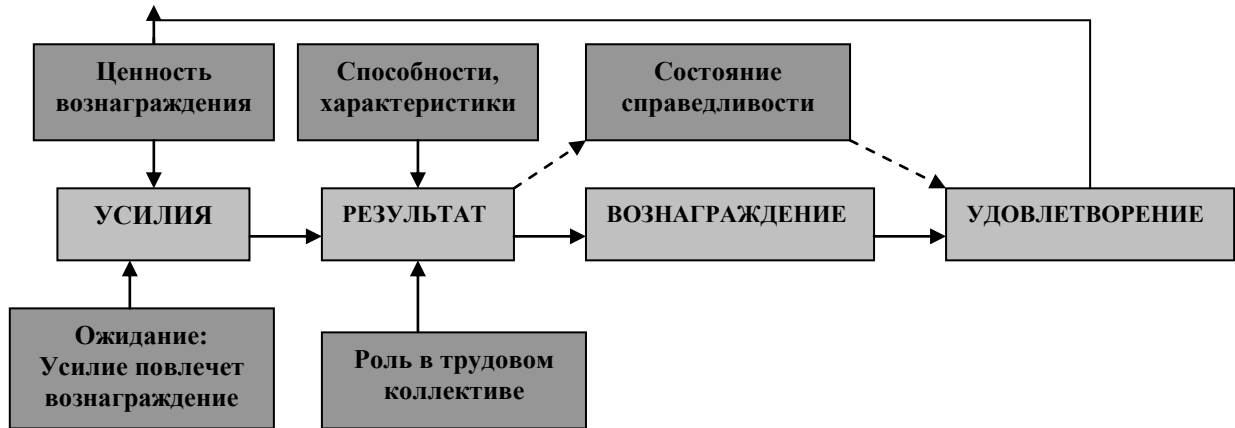 Ценность
вознаграждения
Способности,
характеристики
Состояние
справедливости
УСИЛИЯ
РЕЗУЛЬТАТ
ВОЗНАГРАЖДЕНИЕ
УДОВЛЕТВОРЕНИЕ
Ожидание:
Усилие повлечет
вознаграждение
Роль в трудовом
коллективе